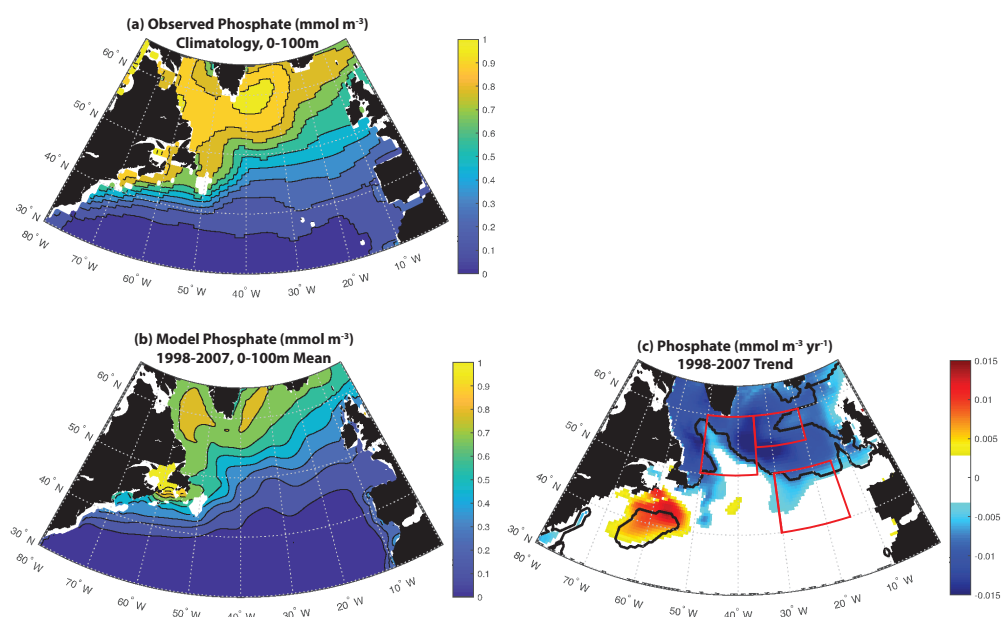 (a) Observed Phosphate (mmol m⁻³)
Climatology, 0-100m
60° N
50° N
40° N
30° N
80° W
70° W
60° W
50° W
40° W
30° W
20° W
10° W
1
0.9
0.8
0.7
0.6
0.5
0.4
0.3
0.2
0.1
0
(b) Model Phosphate (mmol m⁻³)
1998-2007, 0-100m Mean
60° N
50° N
40° N
30° N
80° W
70° W
60° W
50° W
40° W
30° W
20° W
10° W
1
0.9
0.8
0.7
0.6
0.5
0.4
0.3
0.2
0.1
0
(c) Phosphate (mmol m⁻³ yr⁻¹)
1998-2007 Trend
60° N
50° N
40° N
30° N
80° W
70° W
60° W
50° W
40° W
30° W
20° W
10° W
0.015
0.01
0.005
0
-0.005
-0.01
-0.015